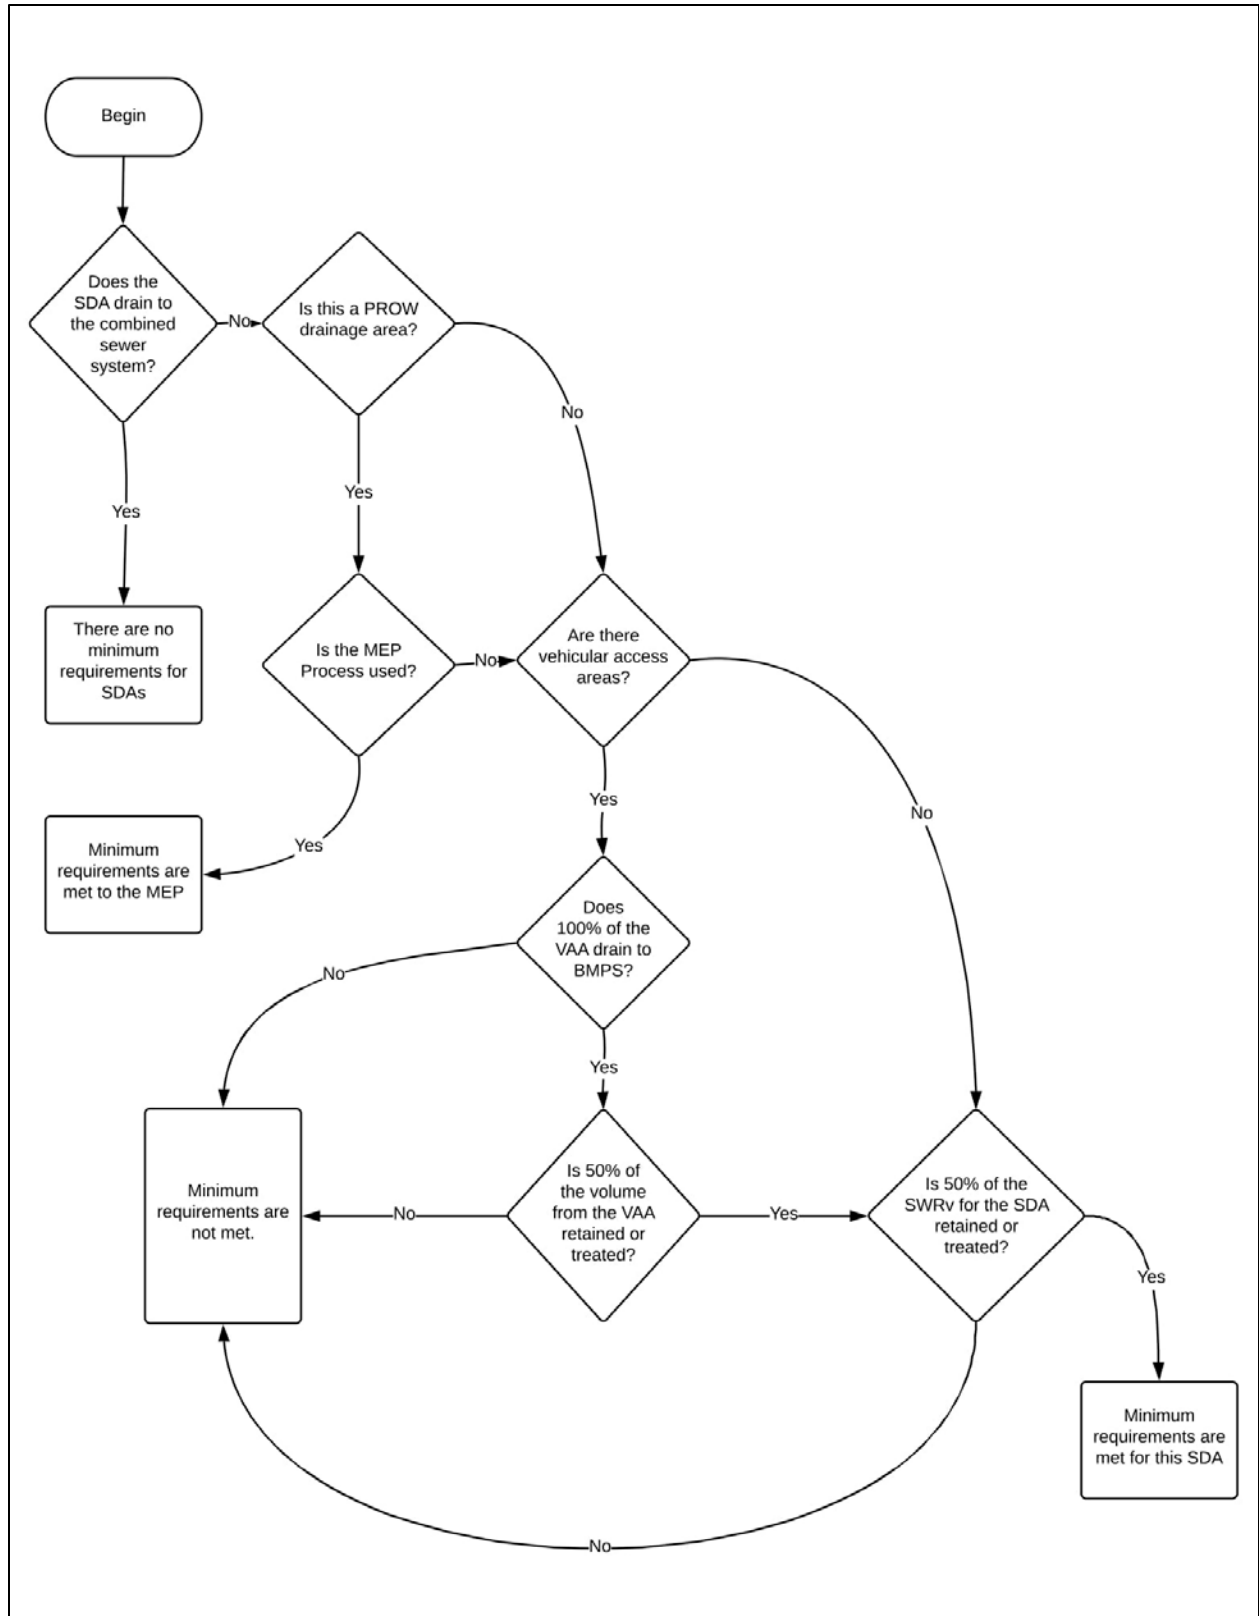 Begin
Does the
SDA drain to
the combined
sewer
system?
No
Is this a PROW
drainage area?
No
Yes
Yes
There are no
minimum
requirements for
SDAs
Is the MEP
Process used?
No
Are there
vehicular access
areas?
Yes
No
Yes
Minimum
requirements are
met to the MEP
Does
100% of the
VAA drain to
BMPS?
No
Yes
Minimum
requirements are
not met.
No
Is 50% of
the volume
from the VAA
retained or
treated?
Yes
Is 50% of the
SWRv for the SDA
retained or
treated?
Yes
Minimum
requirements are
met for this SDA
No